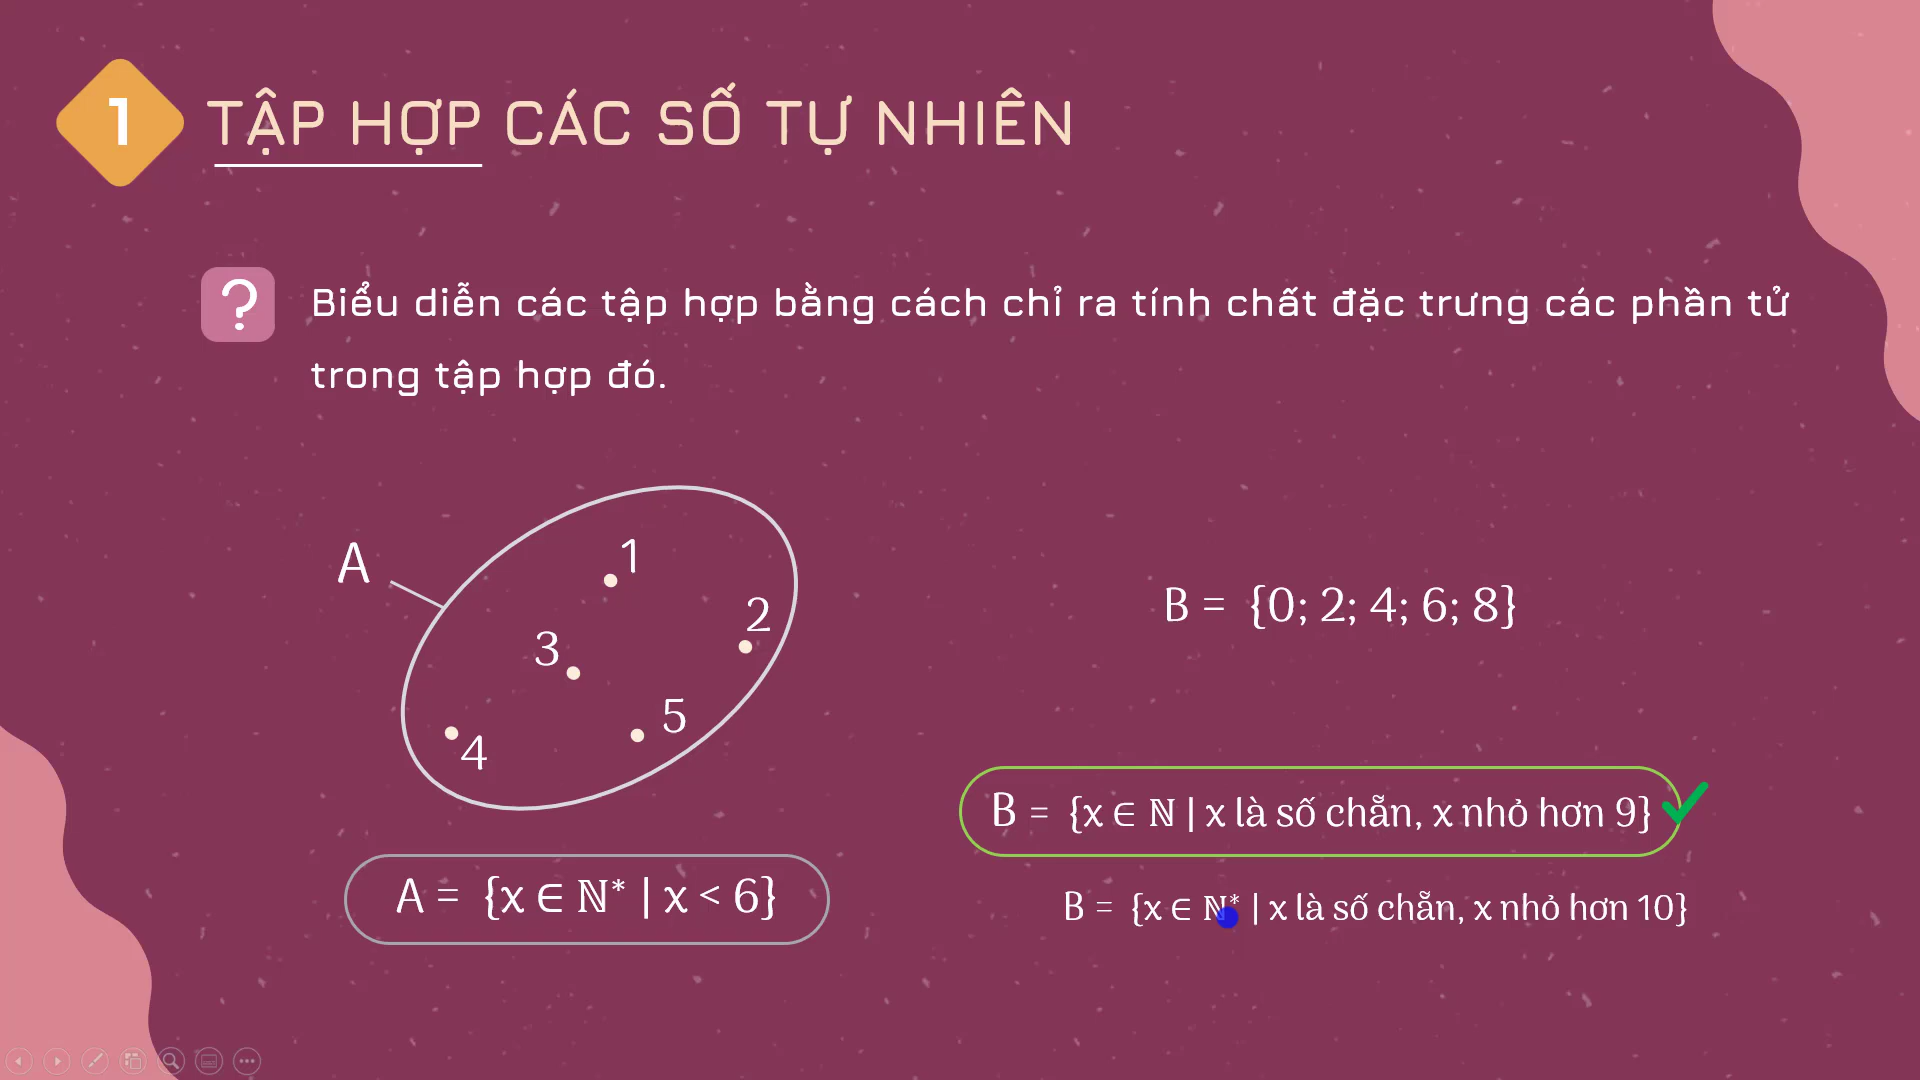 1
TẬP HỢP CÁC SỐ TỰ NHIÊN
?
Biểu diễn các tập hợp bằng cách chỉ ra tính chất đặc trưng các phần tử
trong tập hợp đó.
A
1
2
3
5
4
A = {x ∈ ℕ* | x < 6}
B = {0; 2; 4; 6; 8}
B = {x ∈ ℕ | x là số chẵn, x nhỏ hơn 9}
B = {x ∈ ℕ* | x là số chẵn, x nhỏ hơn 10}